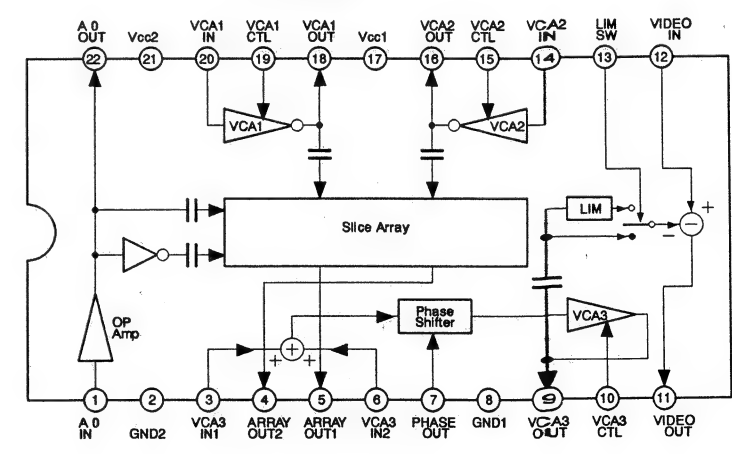 A0 OUT
Vcc2
VCA1 IN
VCA1 CTL
VCA1 OUT
Vcc1
VCA2 OUT
VCA2 CTL
VCA2 IN
LIM SW
VIDEO IN
22
21
20
19
18
17
16
15
14
13
12
VCA1
VCA2
LIM
+
−
−
Slice Array
OP Amp
Phase Shifter
VCA3
+
+
+
1
2
3
4
5
6
7
8
9
10
11
A0 IN
GND2
VCA3 IN1
ARRAY OUT2
ARRAY OUT1
VCA3 IN2
PHASE OUT
GND1
VCA3 OUT
VCA3 CTL
VIDEO OUT